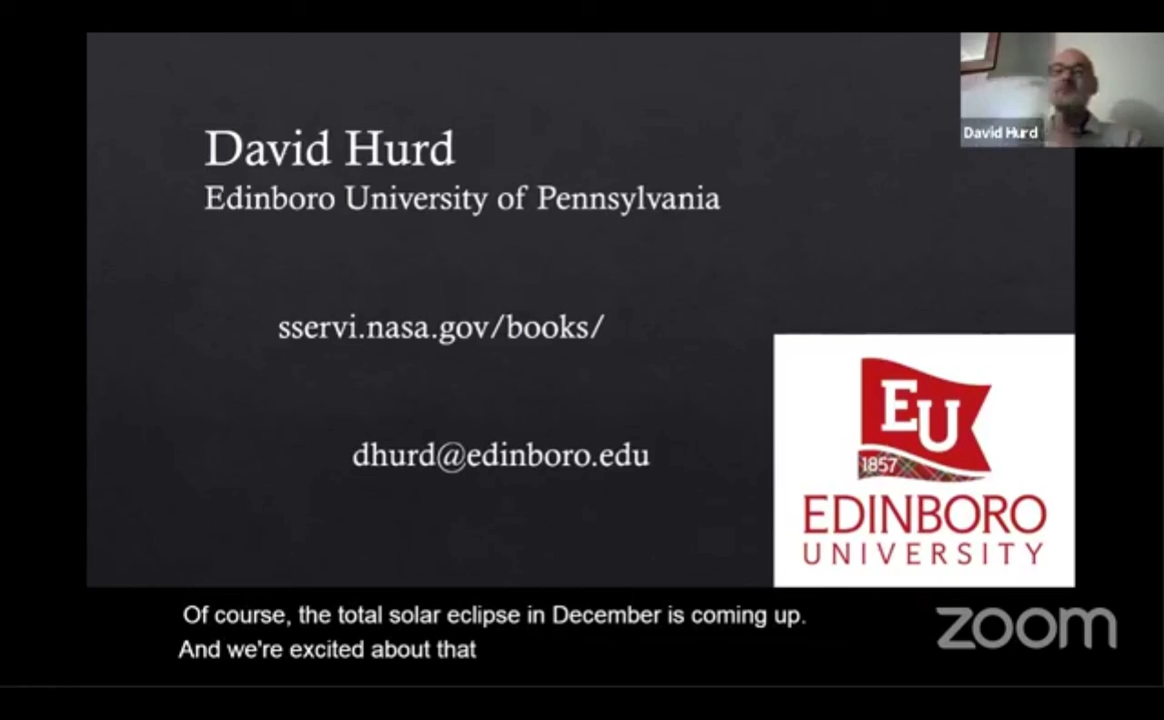 David Hurd
Edinboro University of Pennsylvania
David Hurd
sservi.nasa.gov/books/
dhurd@edinboro.edu
EU
1857
EDINBORO
UNIVERSITY
Of course, the total solar eclipse in December is coming up.
And we're excited about that
zoom